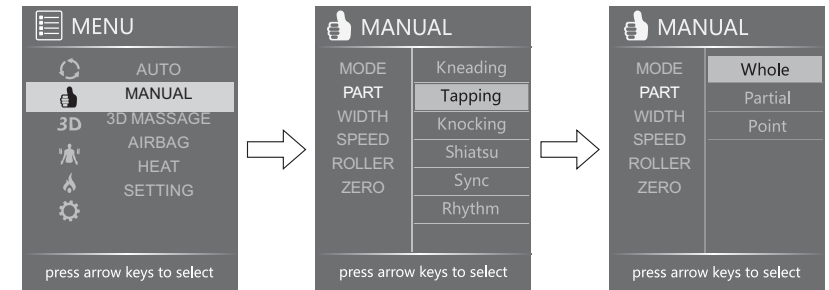 MENU
AUTO
MANUAL
3D 3D MASSAGE
AIRBAG
HEAT
SETTING
press arrow keys to select
MANUAL
MODE
PART
WIDTH
SPEED
ROLLER
ZERO
Kneading
Tapping
Knocking
Shiatsu
Sync
Rhythm
press arrow keys to select
MANUAL
MODE
PART
WIDTH
SPEED
ROLLER
ZERO
Whole
Partial
Point
press arrow keys to select